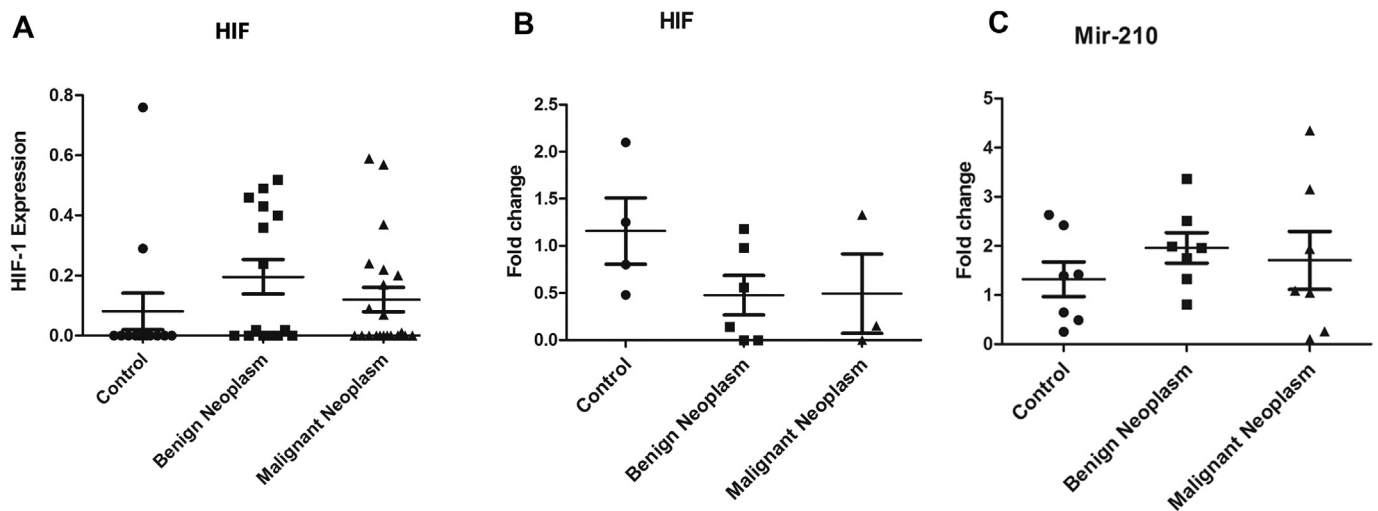 A
HIF
HIF-1 Expression
0.8
0.6
0.4
0.2
0.0
Control
Benign Neoplasm
Malignant Neoplasm
B
HIF
Fold change
2.5
2.0
1.5
1.0
0.5
0.0
Control
Benign Neoplasm
Malignant Neoplasm
C
Mir-210
Fold change
5
4
3
2
1
0
Control
Benign Neoplasm
Malignant Neoplasm